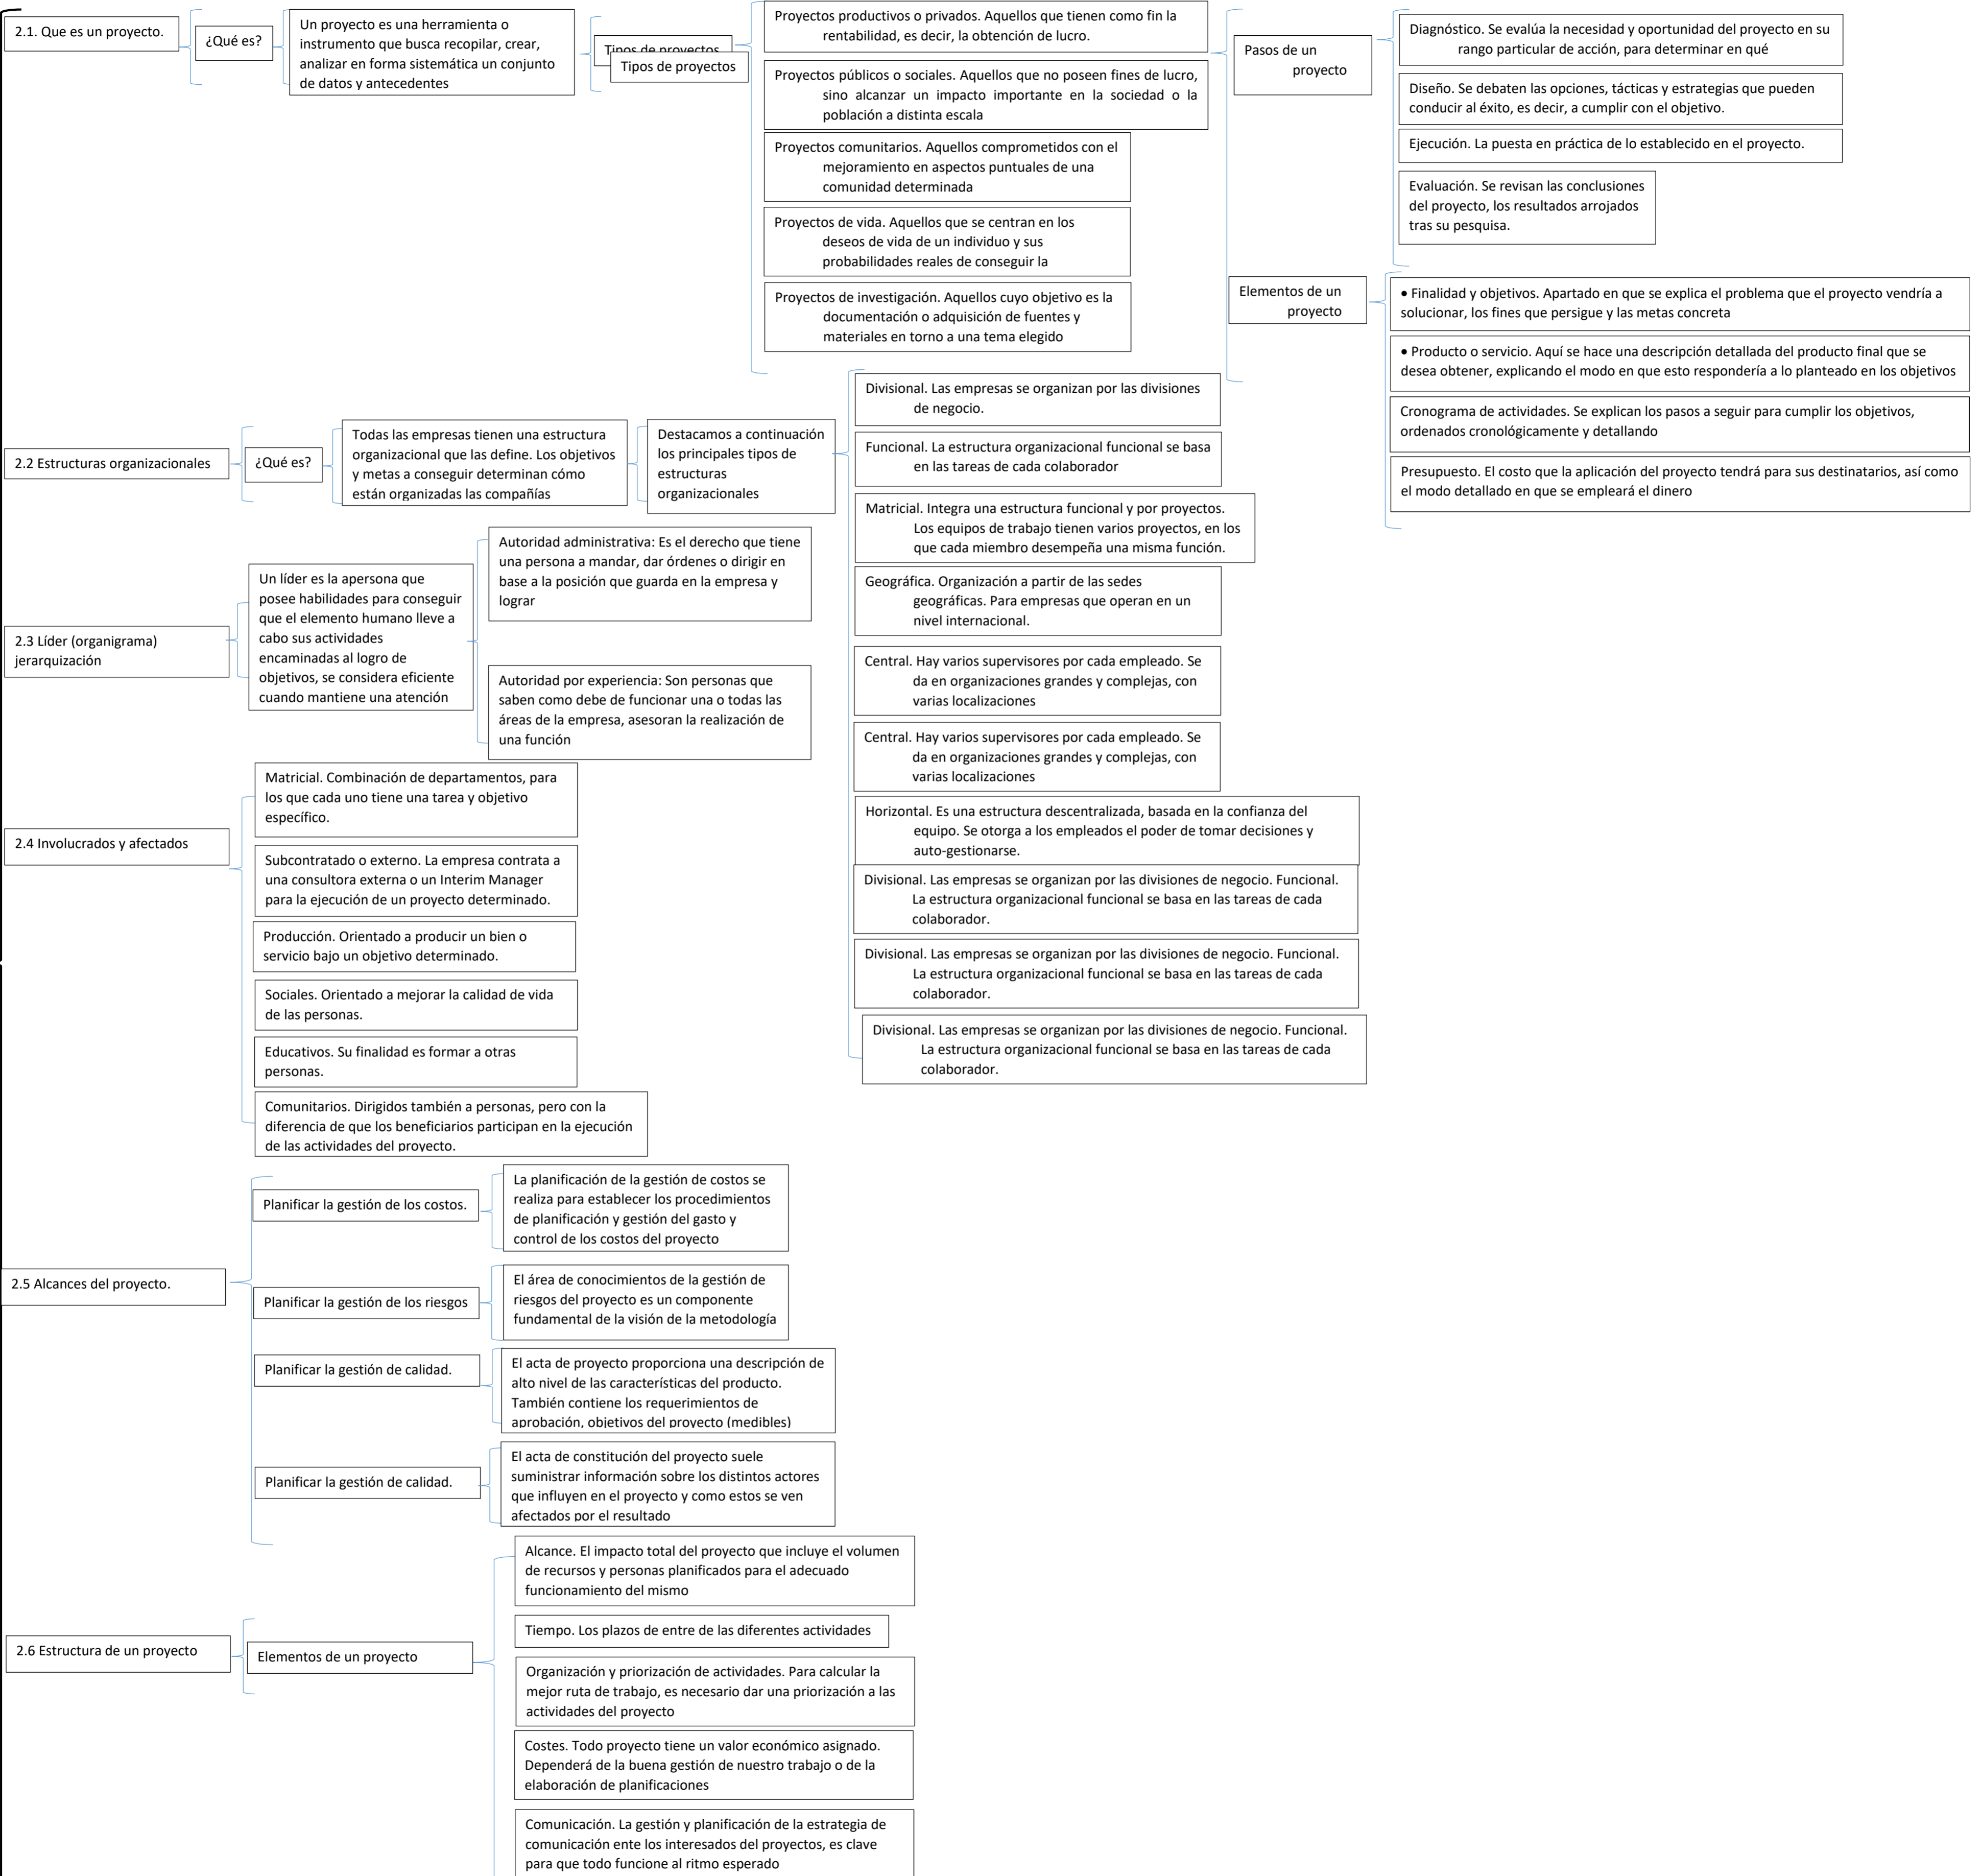 2.1. Que es un proyecto.
¿Qué es?
Un proyecto es una herramienta o
instrumento que busca recopilar, crear,
analizar en forma sistemática un conjunto
de datos y antecedentes
Tipos de proyectos
Tipos de proyectos
Proyectos productivos o privados. Aquellos que tienen como fin la
rentabilidad, es decir, la obtención de lucro.
Proyectos públicos o sociales. Aquellos que no poseen fines de lucro,
sino alcanzar un impacto importante en la sociedad o la
población a distinta escala
Proyectos comunitarios. Aquellos comprometidos con el
mejoramiento en aspectos puntuales de una
comunidad determinada
Proyectos de vida. Aquellos que se centran en los
deseos de vida de un individuo y sus
probabilidades reales de conseguir la
Proyectos de investigación. Aquellos cuyo objetivo es la
documentación o adquisición de fuentes y
materiales en torno a una tema elegido
Pasos de un
proyecto
Diagnóstico. Se evalúa la necesidad y oportunidad del proyecto en su
rango particular de acción, para determinar en qué
Diseño. Se debaten las opciones, tácticas y estrategias que pueden
conducir al éxito, es decir, a cumplir con el objetivo.
Ejecución. La puesta en práctica de lo establecido en el proyecto.
Evaluación. Se revisan las conclusiones
del proyecto, los resultados arrojados
tras su pesquisa.
Elementos de un
proyecto
• Finalidad y objetivos. Apartado en que se explica el problema que el proyecto vendría a
solucionar, los fines que persigue y las metas concreta
• Producto o servicio. Aquí se hace una descripción detallada del producto final que se
desea obtener, explicando el modo en que esto respondería a lo planteado en los objetivos
Cronograma de actividades. Se explican los pasos a seguir para cumplir los objetivos,
ordenados cronológicamente y detallando
Presupuesto. El costo que la aplicación del proyecto tendrá para sus destinatarios, así como
el modo detallado en que se empleará el dinero
2.2 Estructuras organizacionales
¿Qué es?
Todas las empresas tienen una estructura
organizacional que las define. Los objetivos
y metas a conseguir determinan cómo
están organizadas las compañías
Destacamos a continuación
los principales tipos de
estructuras
organizacionales
Divisional. Las empresas se organizan por las divisiones
de negocio.
Funcional. La estructura organizacional funcional se basa
en las tareas de cada colaborador
Matricial. Integra una estructura funcional y por proyectos.
Los equipos de trabajo tienen varios proyectos, en los
que cada miembro desempeña una misma función.
Geográfica. Organización a partir de las sedes
geográficas. Para empresas que operan en un
nivel internacional.
Central. Hay varios supervisores por cada empleado. Se
da en organizaciones grandes y complejas, con
varias localizaciones
Central. Hay varios supervisores por cada empleado. Se
da en organizaciones grandes y complejas, con
varias localizaciones
Horizontal. Es una estructura descentralizada, basada en la confianza del
equipo. Se otorga a los empleados el poder de tomar decisiones y
auto-gestionarse.
Divisional. Las empresas se organizan por las divisiones de negocio. Funcional.
La estructura organizacional funcional se basa en las tareas de cada
colaborador.
Divisional. Las empresas se organizan por las divisiones de negocio. Funcional.
La estructura organizacional funcional se basa en las tareas de cada
colaborador.
Divisional. Las empresas se organizan por las divisiones de negocio. Funcional.
La estructura organizacional funcional se basa en las tareas de cada
colaborador.
2.3 Líder (organigrama)
jerarquización
Un líder es la apersona que
posee habilidades para conseguir
que el elemento humano lleve a
cabo sus actividades
encaminadas al logro de
objetivos, se considera eficiente
cuando mantiene una atención
Autoridad administrativa: Es el derecho que tiene
una persona a mandar, dar órdenes o dirigir en
base a la posición que guarda en la empresa y
lograr
Autoridad por experiencia: Son personas que
saben como debe de funcionar una o todas las
áreas de la empresa, asesoran la realización de
una función
2.4 Involucrados y afectados
Matricial. Combinación de departamentos, para
los que cada uno tiene una tarea y objetivo
específico.
Subcontratado o externo. La empresa contrata a
una consultora externa o un Interim Manager
para la ejecución de un proyecto determinado.
Producción. Orientado a producir un bien o
servicio bajo un objetivo determinado.
Sociales. Orientado a mejorar la calidad de vida
de las personas.
Educativos. Su finalidad es formar a otras
personas.
Comunitarios. Dirigidos también a personas, pero con la
diferencia de que los beneficiarios participan en la ejecución
de las actividades del proyecto.
2.5 Alcances del proyecto.
Planificar la gestión de los costos.
La planificación de la gestión de costos se
realiza para establecer los procedimientos
de planificación y gestión del gasto y
control de los costos del proyecto
Planificar la gestión de los riesgos
El área de conocimientos de la gestión de
riesgos del proyecto es un componente
fundamental de la visión de la metodología
Planificar la gestión de calidad.
El acta de proyecto proporciona una descripción de
alto nivel de las características del producto.
También contiene los requerimientos de
aprobación, objetivos del proyecto (medibles)
Planificar la gestión de calidad.
El acta de constitución del proyecto suele
suministrar información sobre los distintos actores
que influyen en el proyecto y como estos se ven
afectados por el resultado
2.6 Estructura de un proyecto
Elementos de un proyecto
Alcance. El impacto total del proyecto que incluye el volumen
de recursos y personas planificados para el adecuado
funcionamiento del mismo
Tiempo. Los plazos de entre de las diferentes actividades
Organización y priorización de actividades. Para calcular la
mejor ruta de trabajo, es necesario dar una priorización a las
actividades del proyecto
Costes. Todo proyecto tiene un valor económico asignado.
Dependerá de la buena gestión de nuestro trabajo o de la
elaboración de planificaciones
Comunicación. La gestión y planificación de la estrategia de
comunicación ente los interesados del proyectos, es clave
para que todo funcione al ritmo esperado